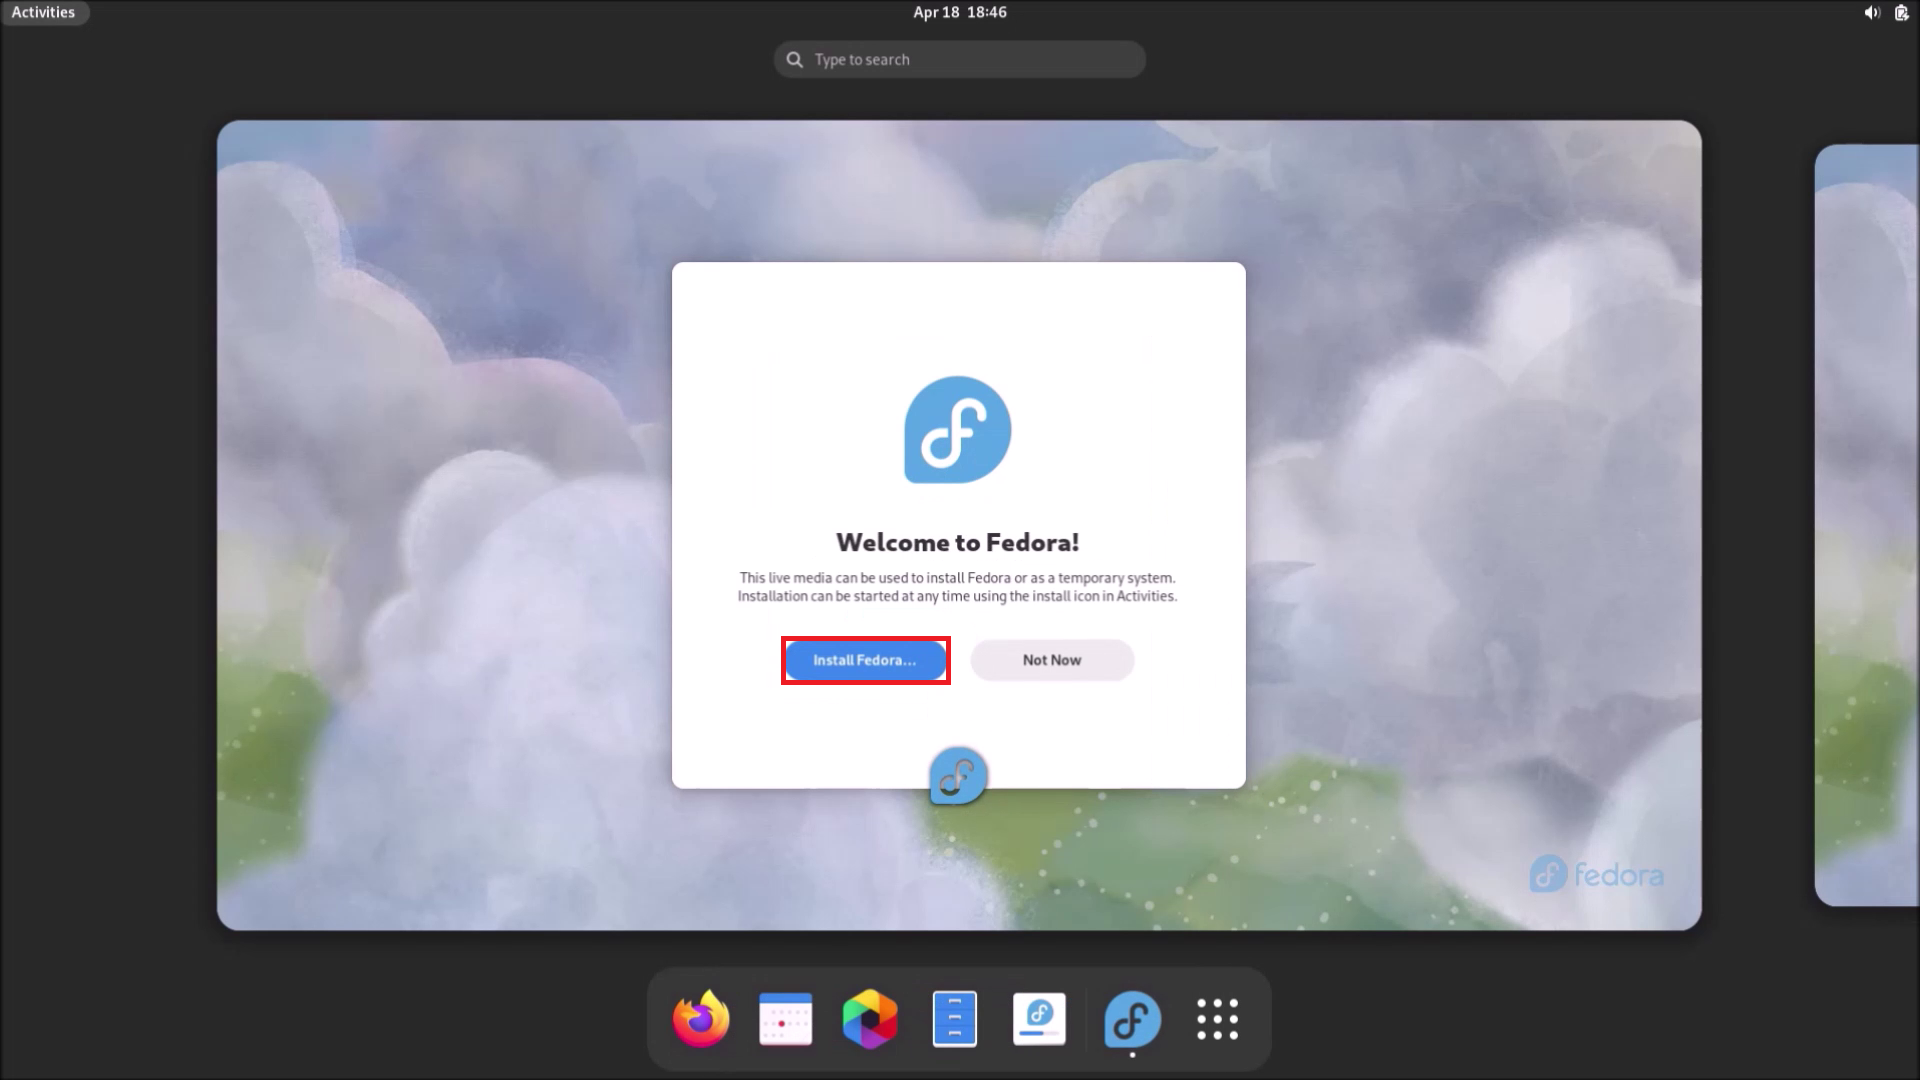 Activities
Apr 18 18:46
Type to search
Welcome to Fedora!
This live media can be used to install Fedora or as a temporary system.
Installation can be started at any time using the install icon in Activities.
Install Fedora...
Not Now
fedora